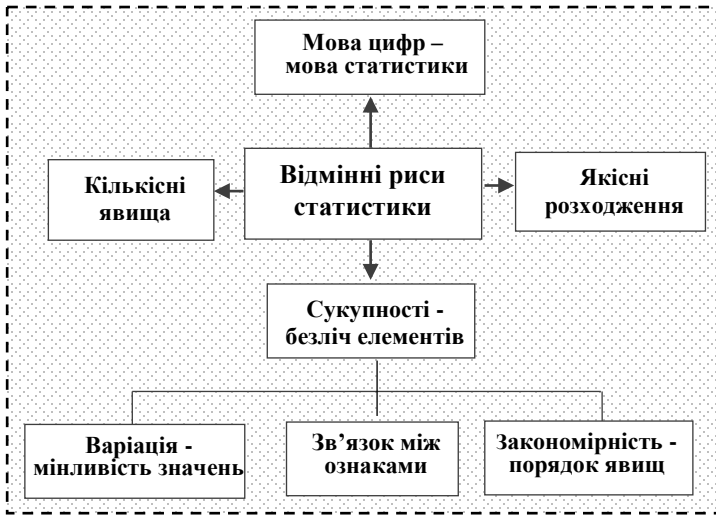 Мова цифр –
мова статистики
Кількісні
явища
Відмінні риси
статистики
Якісні
розходження
Сукупності -
безліч елементів
Варіація -
мінливість значень
Зв’язок між
ознаками
Закономірність -
порядок явищ